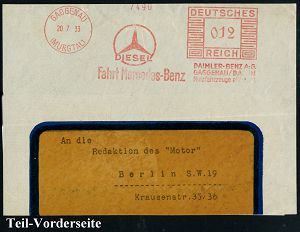 7490
GAGGENAU
20.7.33
(MURGTAL)
DIESEL
Fahrt Mercedes-Benz
DEUTSCHES
012
REICH
DAIMLER-BENZ A.G.
GAGGENAU/BADEN
Nutzfahrzeuge
An die
Redaktion des "Motor"
Berlin S.W.19
Krausenstr.35/36
Teil-Vorderseite